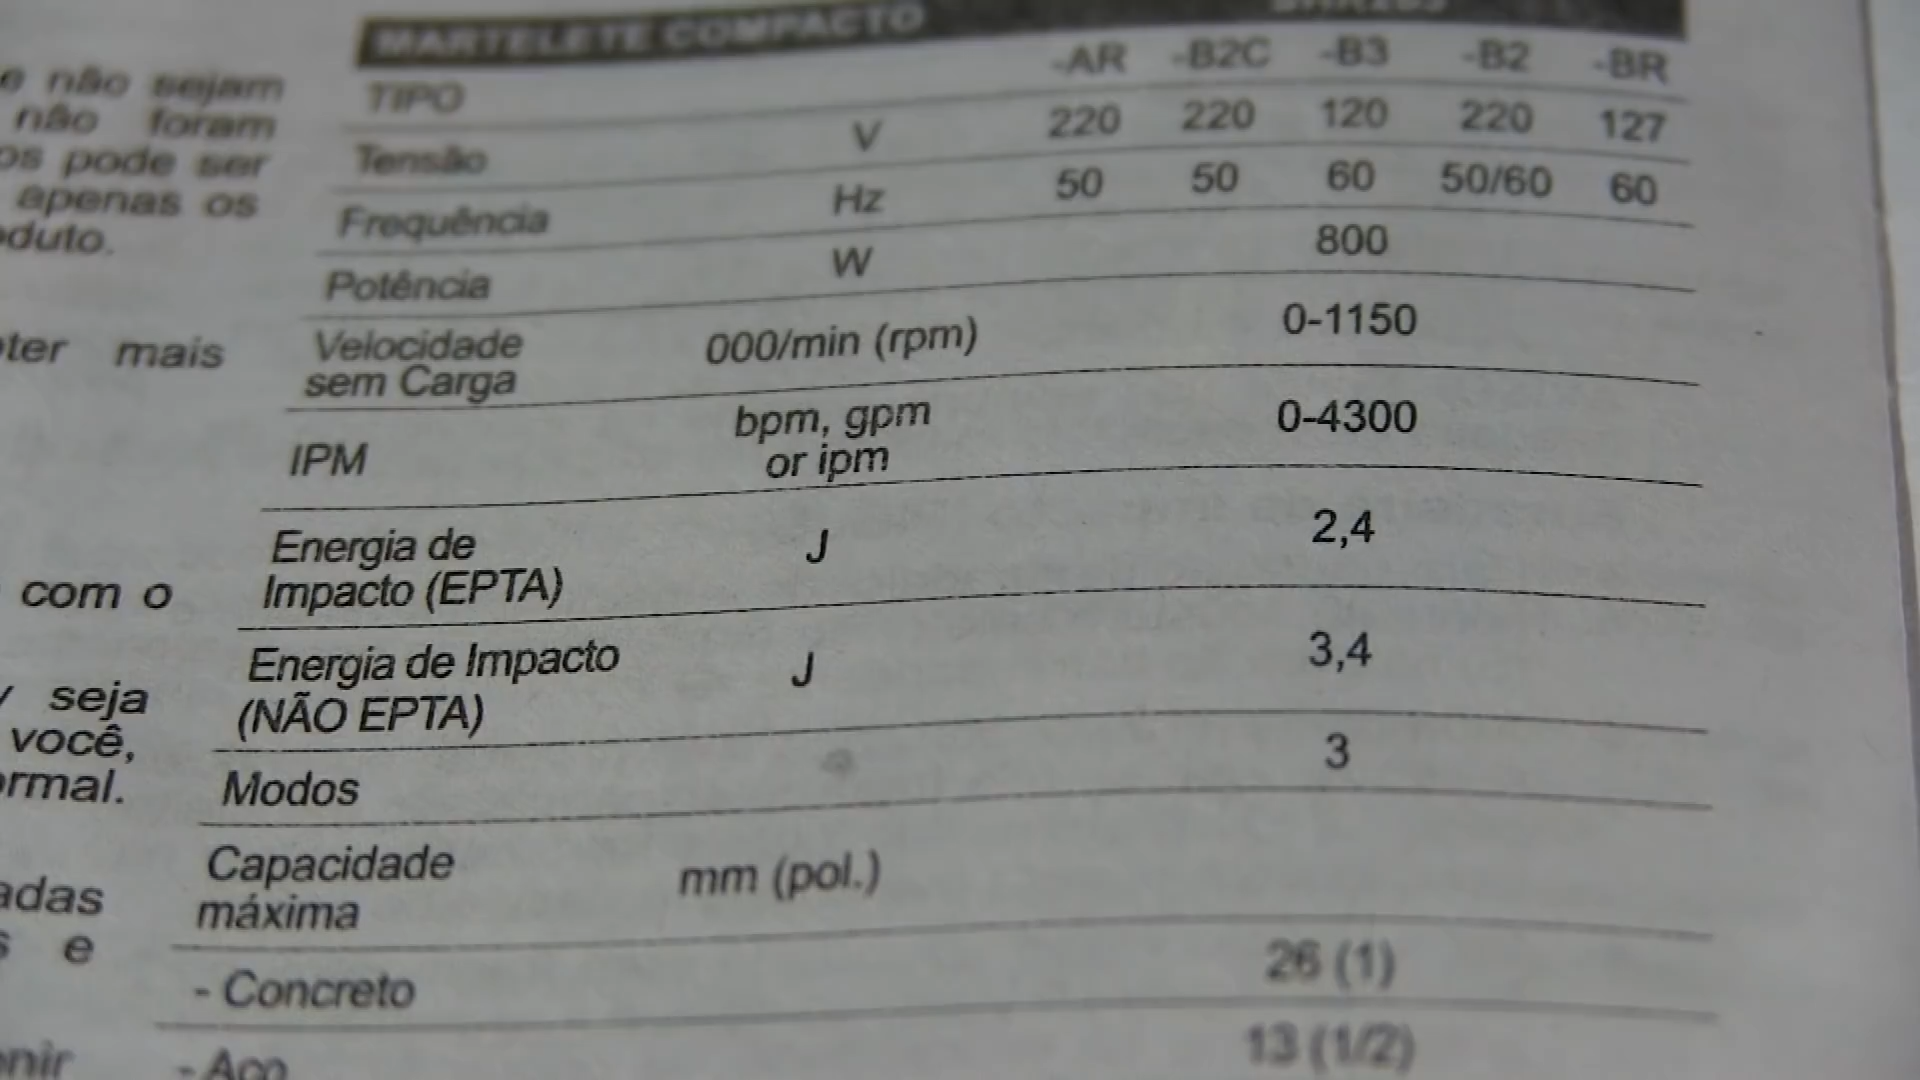 e não sejam
não foram
os pode ser
apenas os
oduto.
ter mais
com o
seja
você,
ormal.
adas
s e
enir
MARTELETE COMPACTO
TIPO -AR -B2C -B3 -B2 -BR
Tensão V 220 220 120 220 127
Frequência Hz 50 50 60 50/60 60
Potência W 800
Velocidade
sem Carga 000/min (rpm) 0-1150
IPM bpm, gpm
or ipm 0-4300
Energia de
Impacto (EPTA) J 2,4
Energia de Impacto
(NÃO EPTA) J 3,4
Modos 3
Capacidade
máxima mm (pol.)
- Concreto 26 (1)
- Aço 13 (1/2)